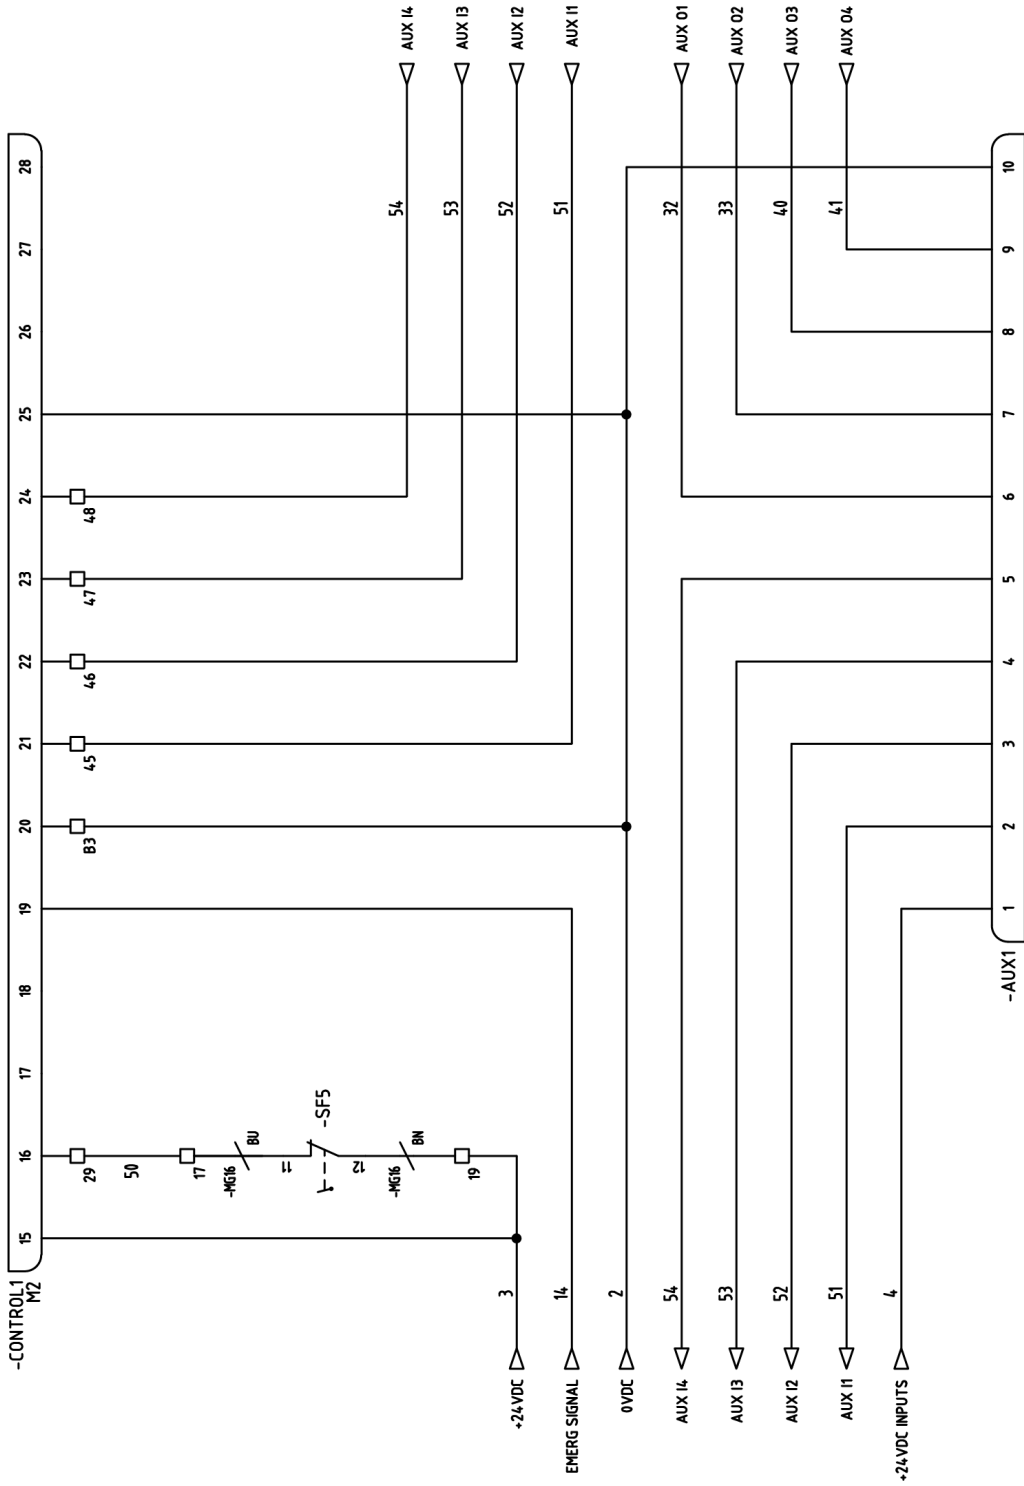 -CONTROL1
M2
15 16 17 18 19 20 21 22 23 24 25 26 27 28
29
B3
45
46
47
48
50
17
-MG16
BU
11
-SF5
12
-MG16
BN
19
+24VDC
3
EMERG SIGNAL
14
0VDC
2
AUX I4
54
AUX I3
53
AUX I2
52
AUX I1
51
+24VDC INPUTS
4
54
AUX I4
53
AUX I3
52
AUX I2
51
AUX I1
32
AUX O1
33
AUX O2
40
AUX O3
41
AUX O4
-AUX1
1 2 3 4 5 6 7 8 9 10